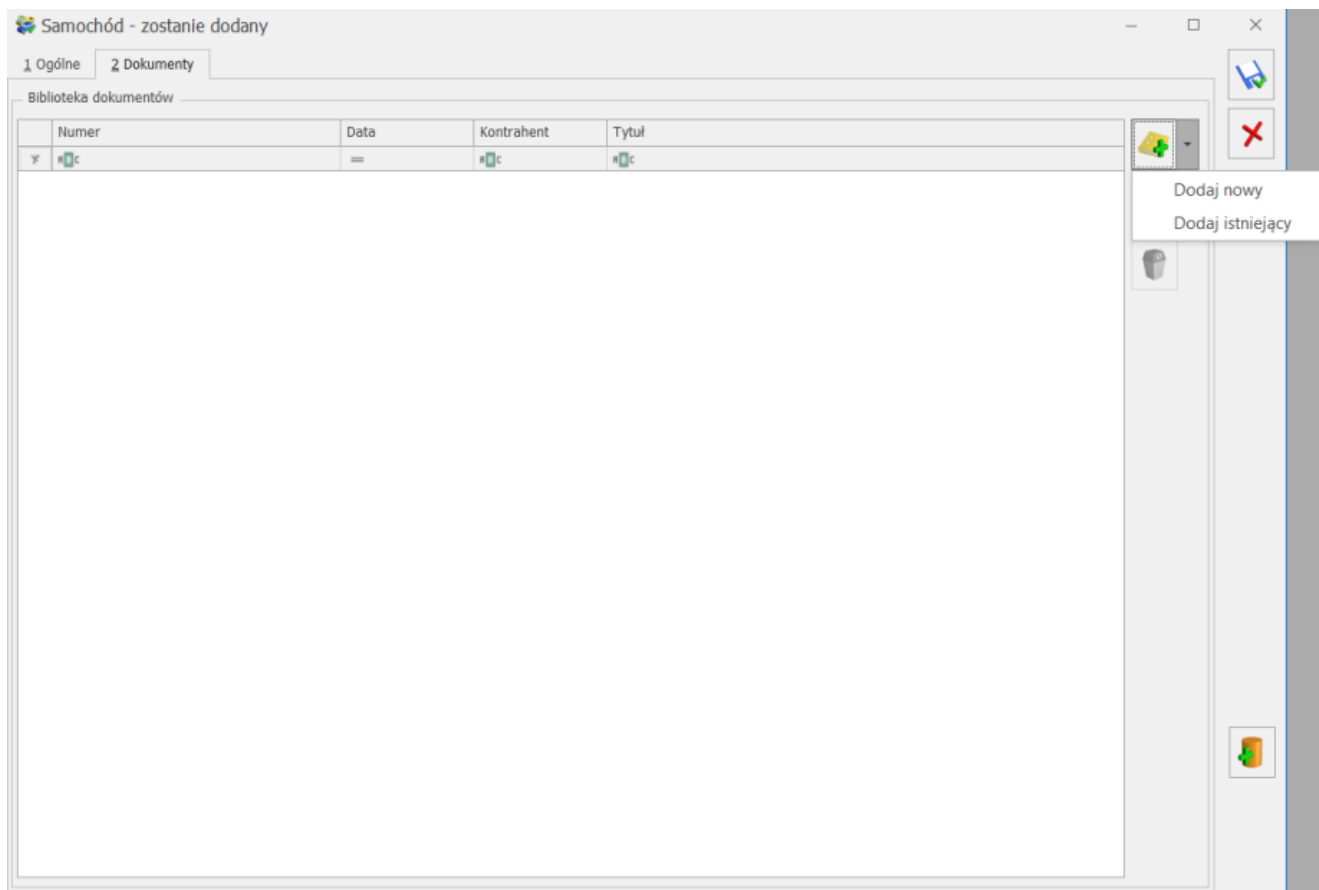 Samochód - zostanie dodany
1 Ogólne 2 Dokumenty
Biblioteka dokumentów
Numer Data Kontrahent Tytuł
Dodaj nowy
Dodaj istniejący